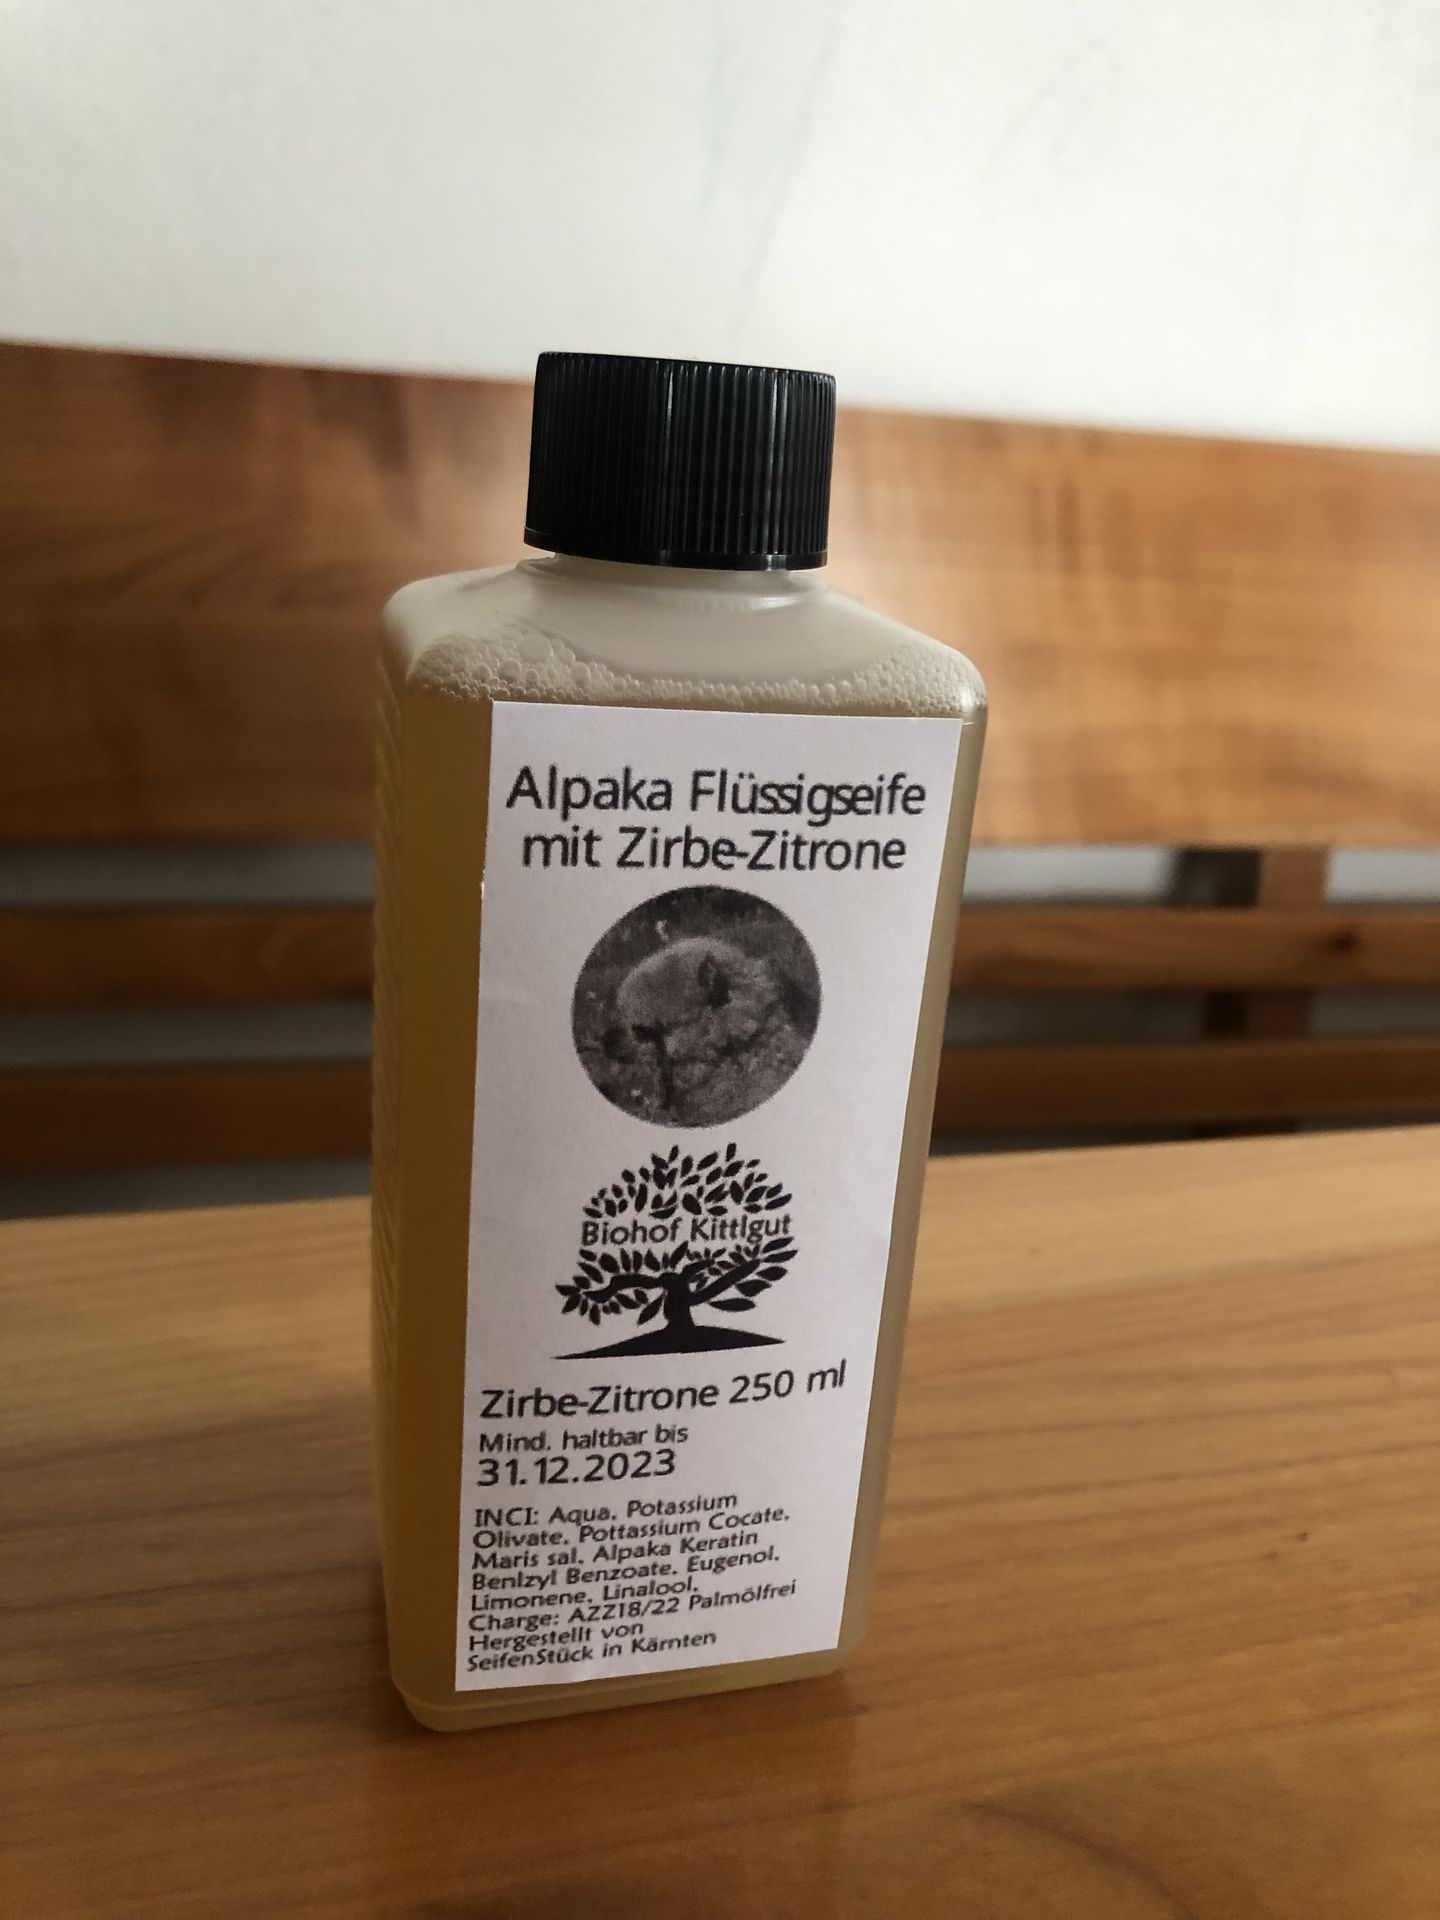 Alpaka Flüssigseife
mit Zirbe-Zitrone
Biohof Kittlgut
Zirbe-Zitrone 250 ml
Mind. haltbar bis
31.12.2023
INCI: Aqua, Potassium
Olivate, Pottassium Cocate,
Maris sal, Alpaka Keratin
Benlzyl Benzoate, Eugenol,
Limonene, Linalool,
Charge: AZZ18/22 Palmölfrei
Hergestellt von
SeifenStück in Kärnten